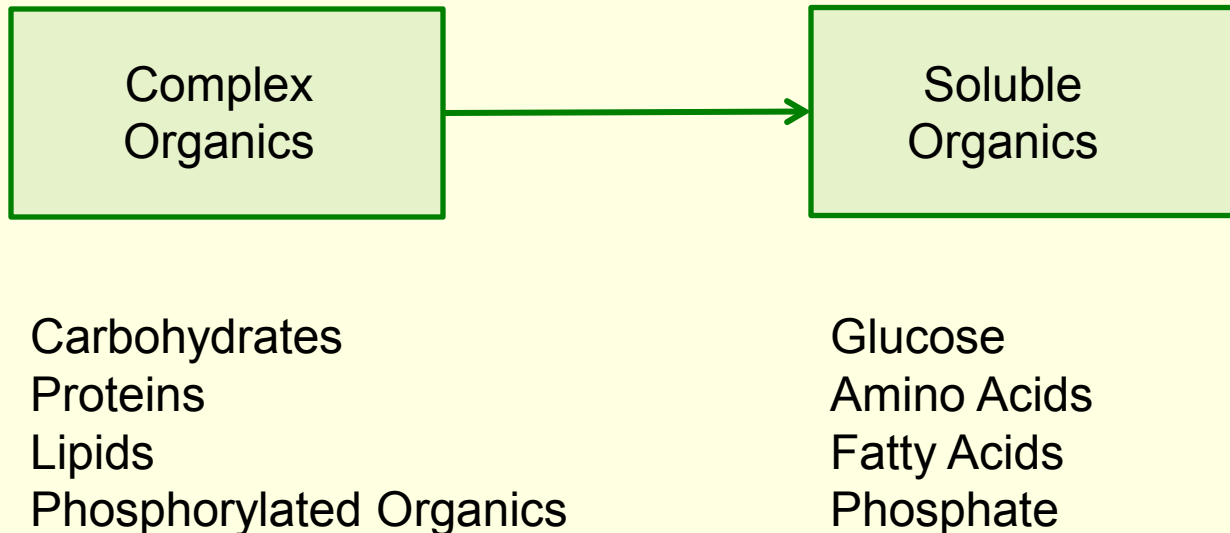 Complex
Organics
Soluble
Organics
Carbohydrates
Proteins
Lipids
Phosphorylated Organics
Glucose
Amino Acids
Fatty Acids
Phosphate